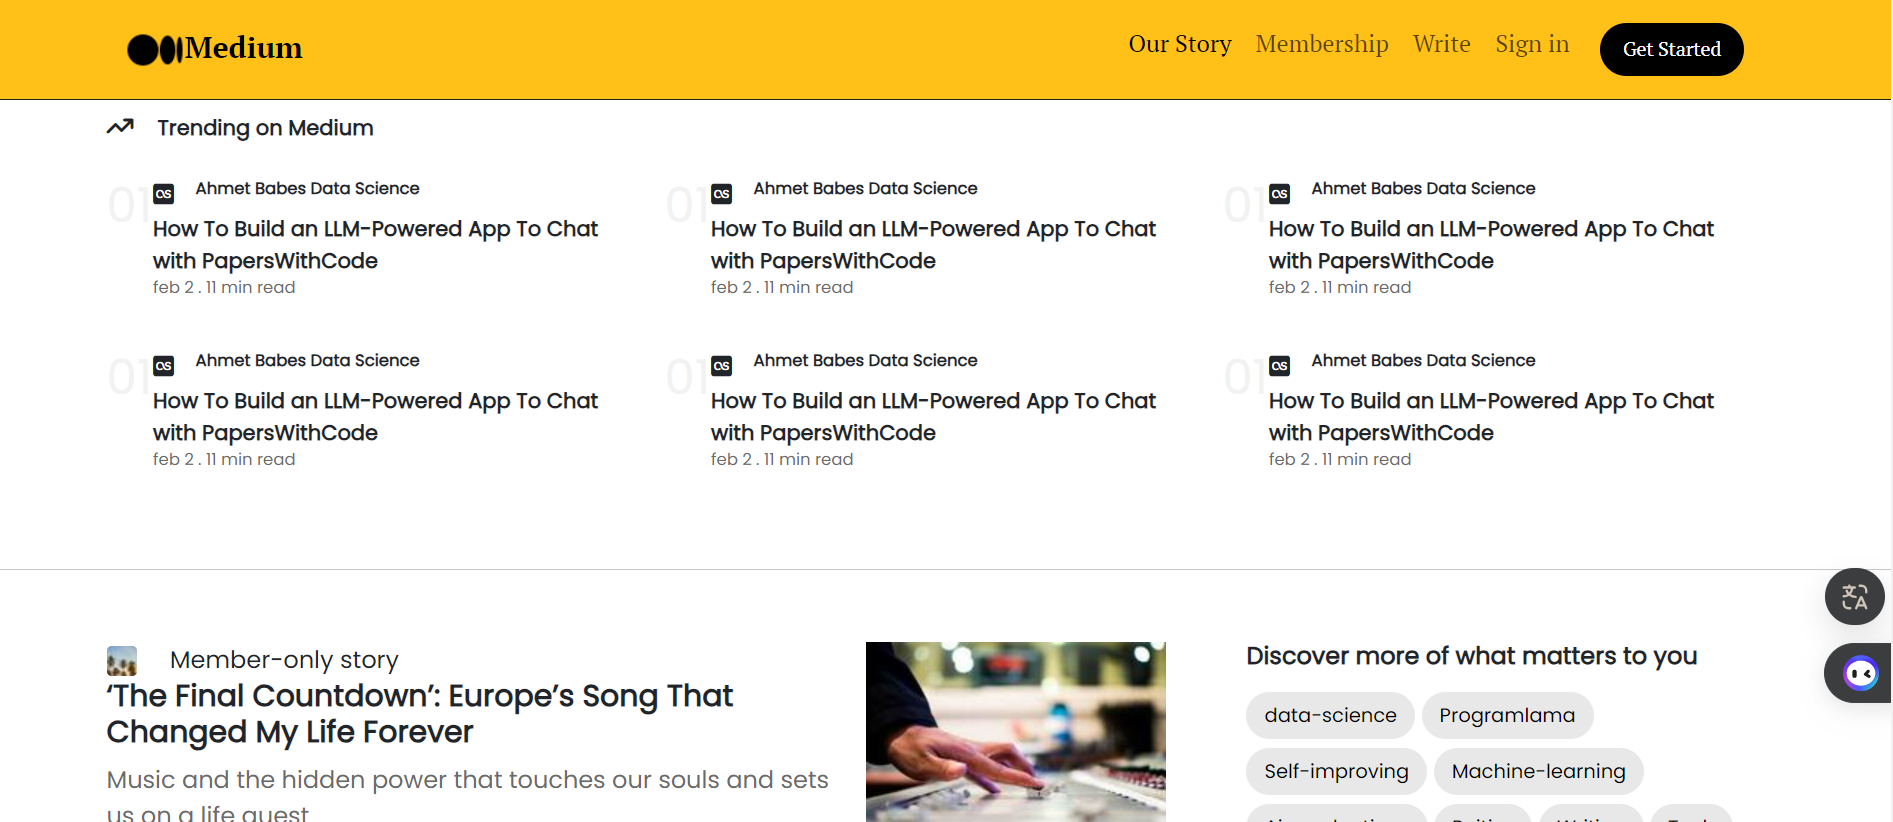 Medium
Our Story Membership Write Sign in Get Started
Trending on Medium
01 Ahmet Babes Data Science
How To Build an LLM-Powered App To Chat
with PapersWithCode
feb 2 . 11 min read
01 Ahmet Babes Data Science
How To Build an LLM-Powered App To Chat
with PapersWithCode
feb 2 . 11 min read
01 Ahmet Babes Data Science
How To Build an LLM-Powered App To Chat
with PapersWithCode
feb 2 . 11 min read
01 Ahmet Babes Data Science
How To Build an LLM-Powered App To Chat
with PapersWithCode
feb 2 . 11 min read
01 Ahmet Babes Data Science
How To Build an LLM-Powered App To Chat
with PapersWithCode
feb 2 . 11 min read
01 Ahmet Babes Data Science
How To Build an LLM-Powered App To Chat
with PapersWithCode
feb 2 . 11 min read
Member-only story
‘The Final Countdown’: Europe’s Song That
Changed My Life Forever
Music and the hidden power that touches our souls and sets
us on a life quest
Discover more of what matters to you
data-science Programlama
Self-improving Machine-learning